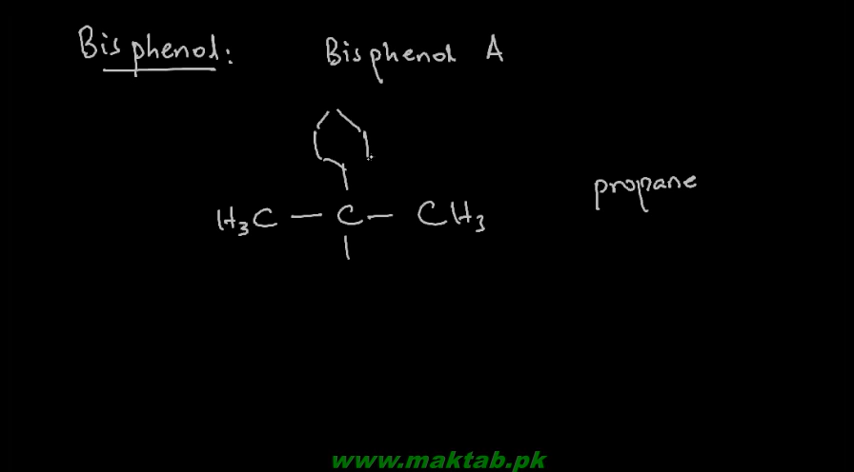 Bisphenol: Bisphenol A
propane
H3C — C — CH3
www.maktab.pk